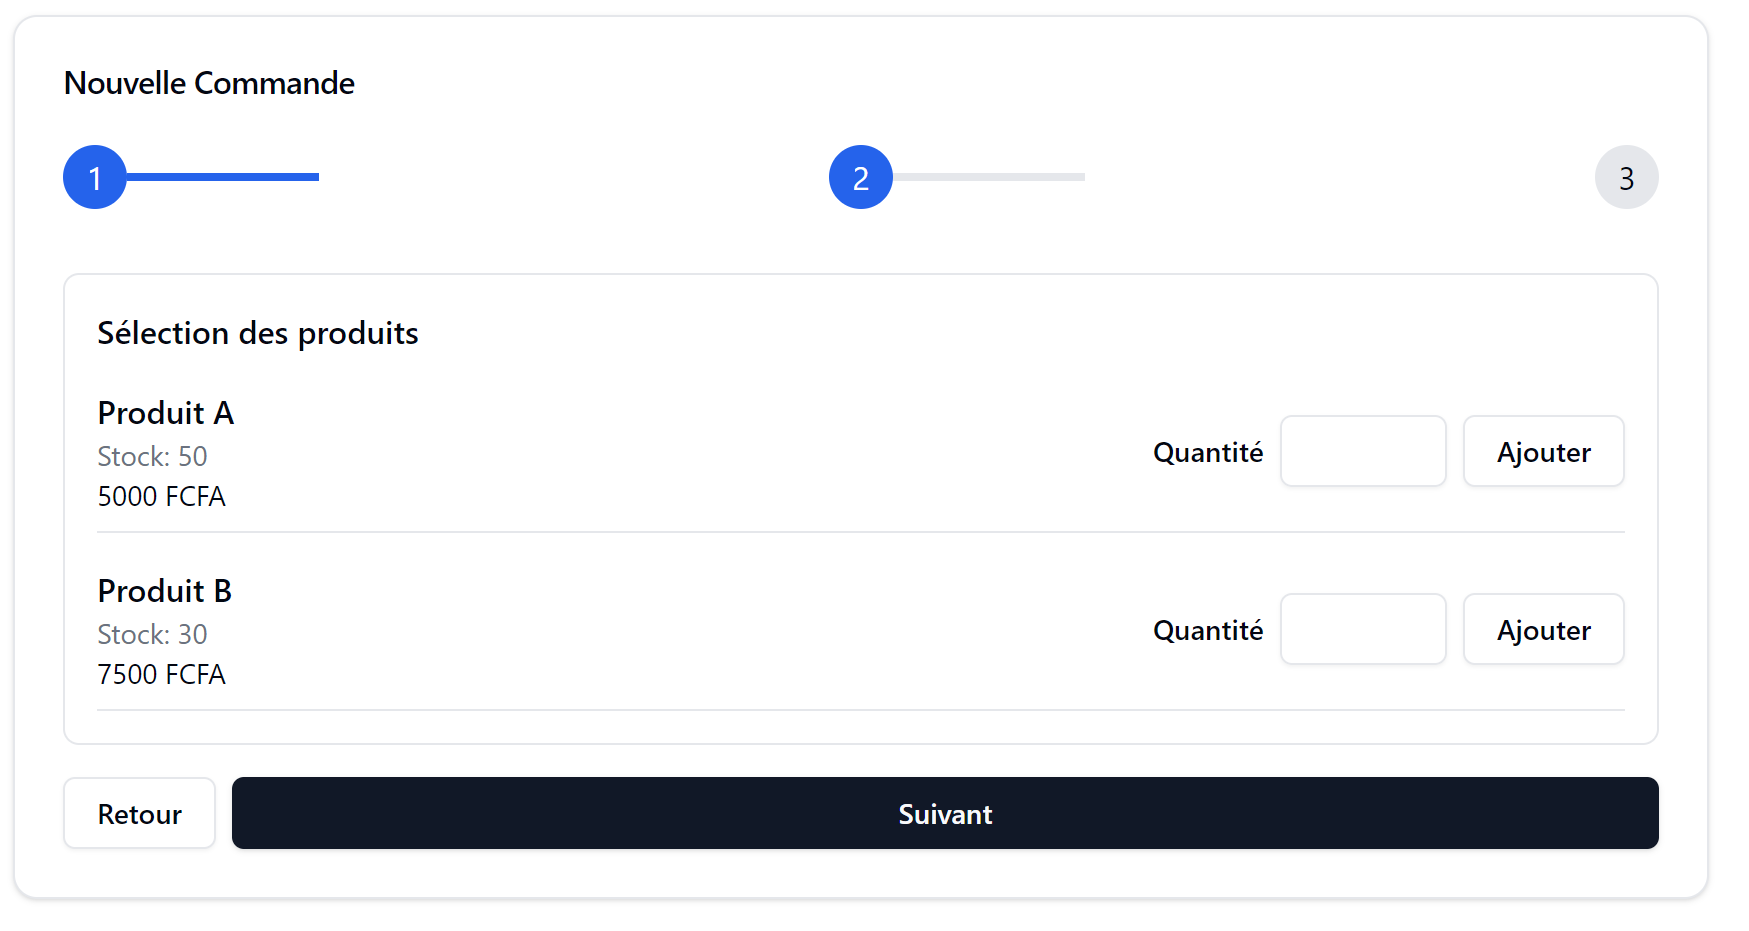 Nouvelle Commande
1 2 3
Sélection des produits
Produit A
Stock: 50
5000 FCFA
Quantité Ajouter
Produit B
Stock: 30
7500 FCFA
Quantité Ajouter
Retour Suivant